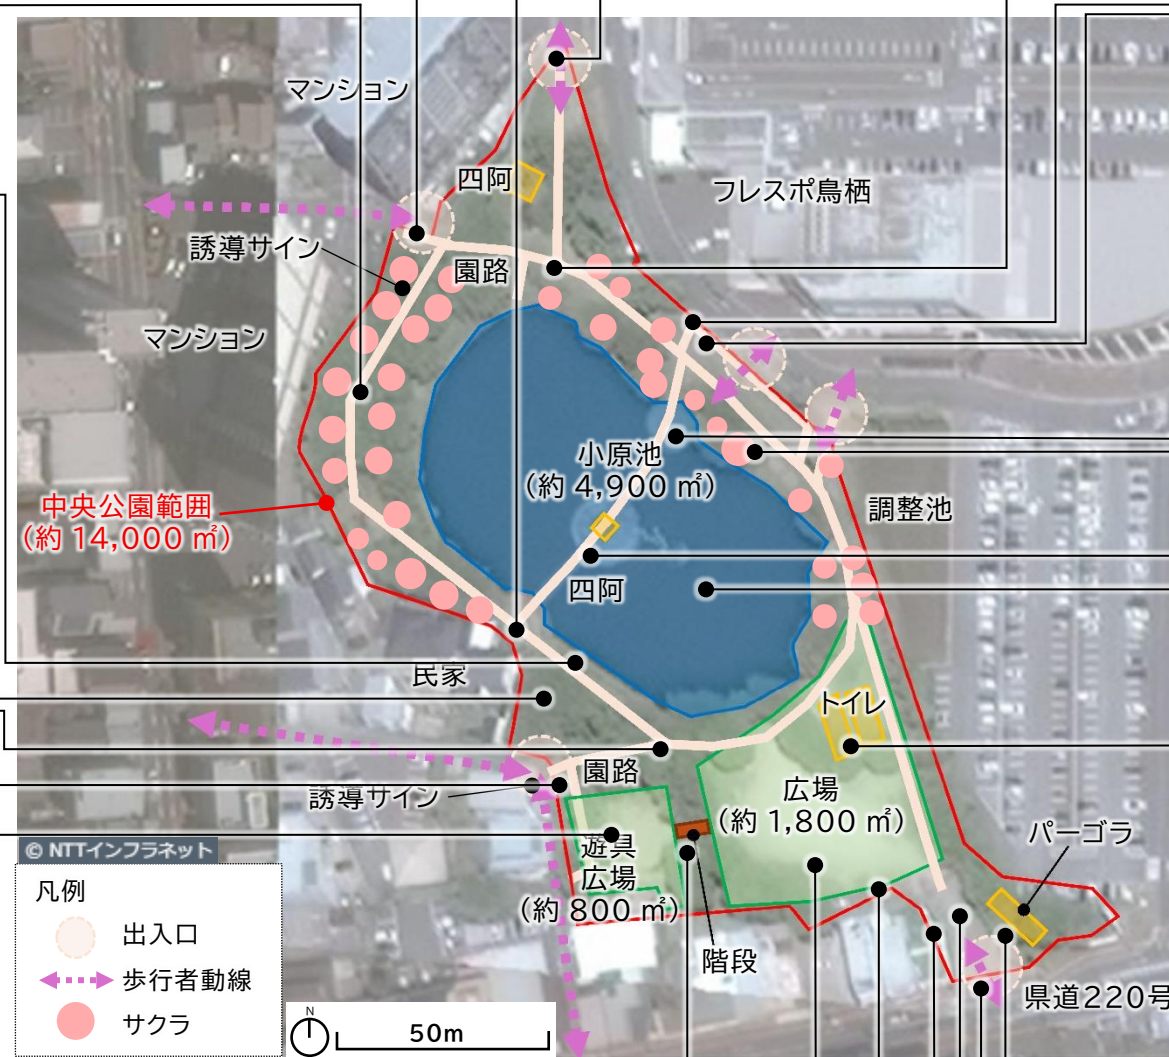 マンション
四阿
フレスポ鳥栖
誘導サイン
園路
マンション
小原池
(約 4,900 ㎡)
中央公園範囲
(約 14,000 ㎡)
調整池
四阿
民家
トイレ
園路
誘導サイン
広場
(約 1,800 ㎡)
パーゴラ
© NTTインフラネット
遊具
広場
(約 800 ㎡)
凡例
出入口
階段
歩行者動線
県道220号
サクラ
N
50m